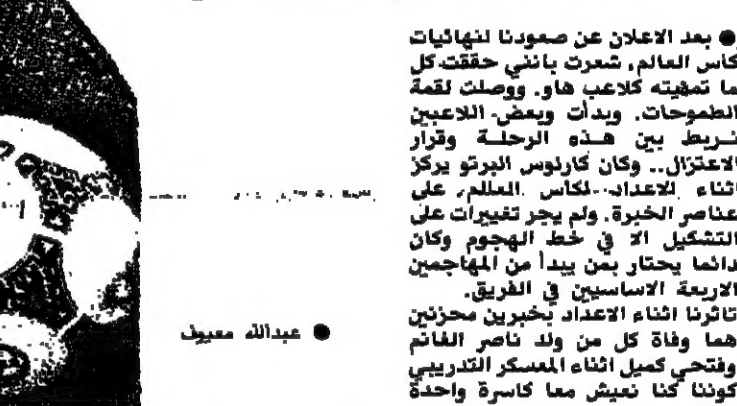 ● بعد الاعلان عن صعودنا لنهائيات
كاس العالم، شعرت بانني حققت كل
ما تمنيته كلاعب هاو. ووصلت لقمة
الطموحات. وبدأت وبعض اللاعبين
نربط بين هذه الرحلة وقرار
الاعتزال.. وكان كارلوس البرتو يركز
اثناء الاعداد لكاس العالم، على
عناصر الخبرة. ولم يجر تغييرات على
التشكيل الا في خط الهجوم وكان
دائما يحتار بمن يبدأ من المهاجمين
الاربعة الاساسيين في الفريق.
تاثرنا اثناء الاعداد بخبرين محزنين
هما وفاة كل من ولد ناصر الغانم
وفتحي كميل اثناء المعسكر التدريبي
كوننا كنا نعيش معا كاسرة واحدة
● عبدالله معيوف